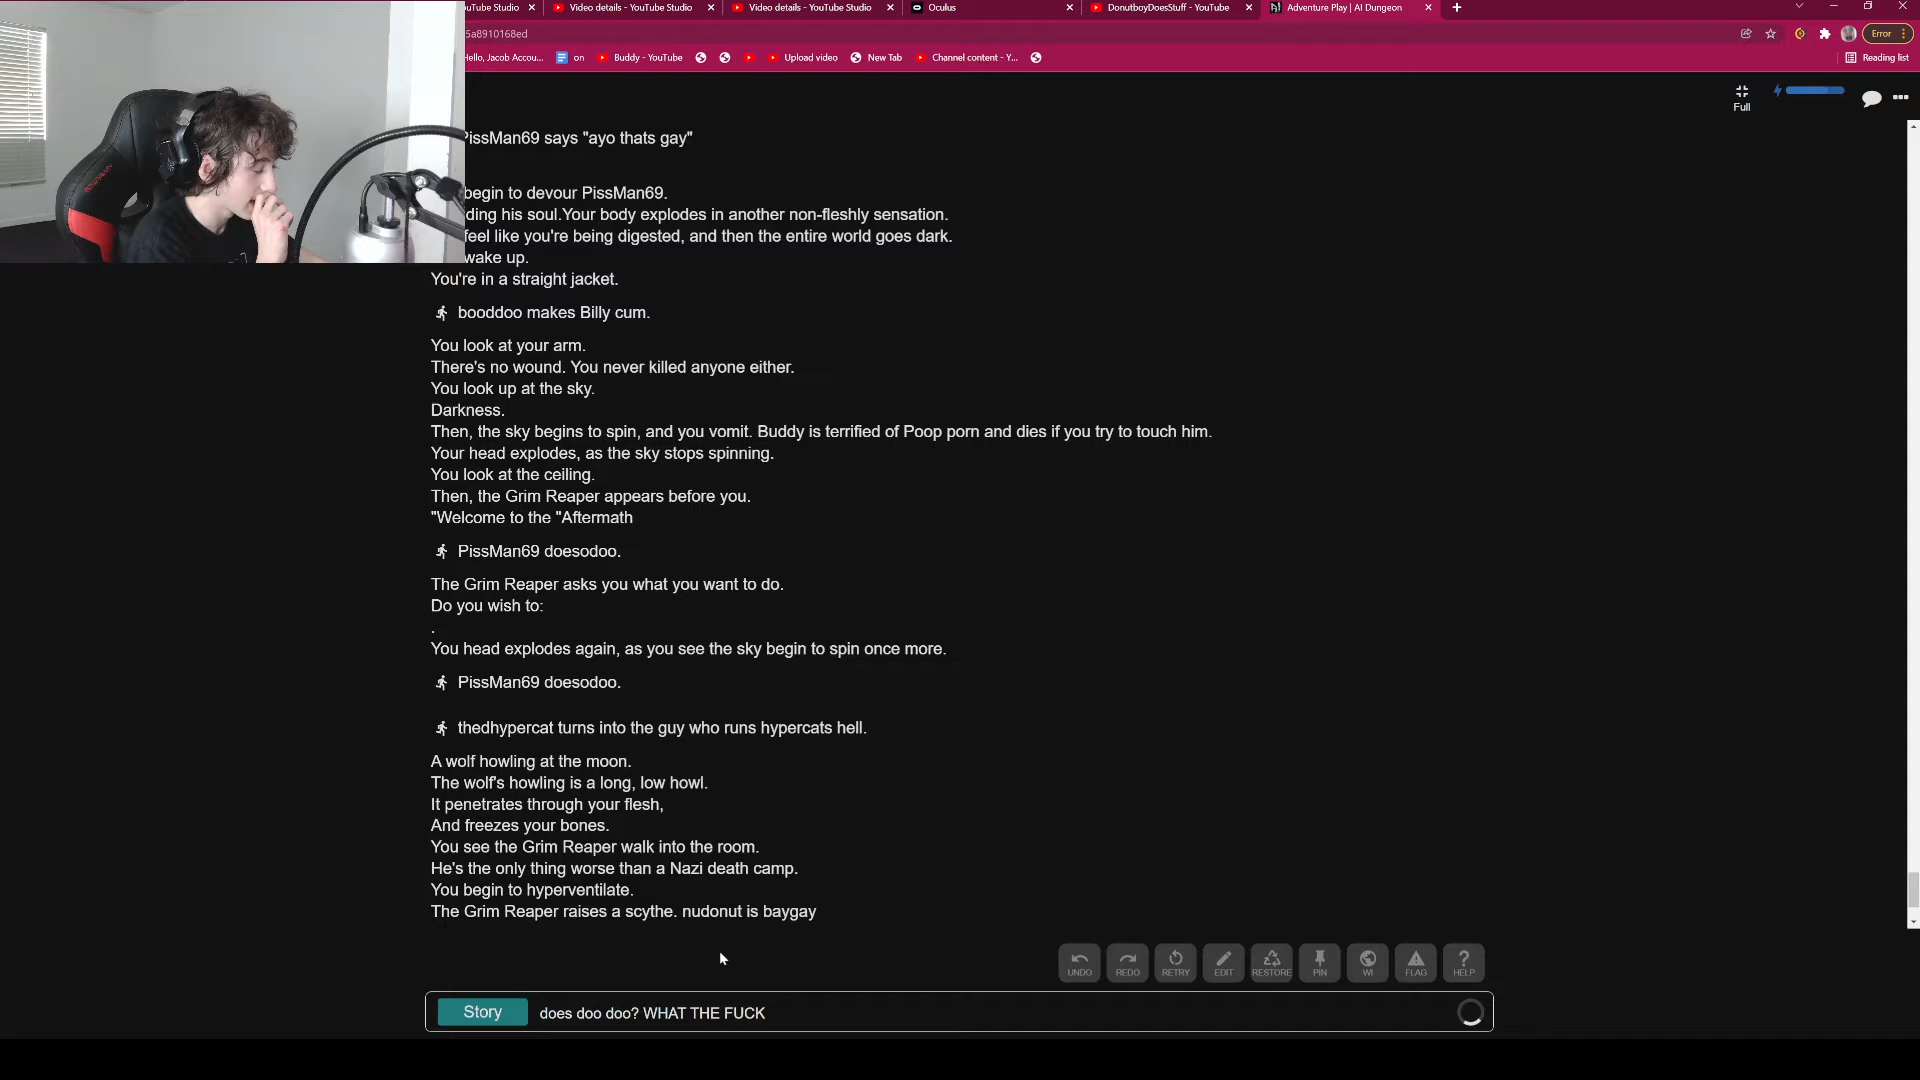 uTube Studio
Video details - YouTube Studio
Video details - YouTube Studio
Oculus
DonutboyDoesStuff - YouTube
Adventure Play | AI Dungeon
5a8910168ed
Error
Hello, Jacob Accou...
on
Buddy - YouTube
Upload video
New Tab
Channel content - Y...
Reading list
Full
PissMan69 says "ayo thats gay"
begin to devour PissMan69.
ding his soul.Your body explodes in another non-fleshly sensation.
feel like you're being digested, and then the entire world goes dark.
wake up.
You're in a straight jacket.
booddoo makes Billy cum.
You look at your arm.
There's no wound. You never killed anyone either.
You look up at the sky.
Darkness.
Then, the sky begins to spin, and you vomit. Buddy is terrified of Poop porn and dies if you try to touch him.
Your head explodes, as the sky stops spinning.
You look at the ceiling.
Then, the Grim Reaper appears before you.
"Welcome to the "Aftermath
PissMan69 doesodoo.
The Grim Reaper asks you what you want to do.
Do you wish to:
.
You head explodes again, as you see the sky begin to spin once more.
PissMan69 doesodoo.
thedhypercat turns into the guy who runs hypercats hell.
A wolf howling at the moon.
The wolf's howling is a long, low howl.
It penetrates through your flesh,
And freezes your bones.
You see the Grim Reaper walk into the room.
He's the only thing worse than a Nazi death camp.
You begin to hyperventilate.
The Grim Reaper raises a scythe. nudonut is baygay
UNDO
REDO
RETRY
EDIT
RESTORE
PIN
WI
FLAG
HELP
Story
does doo doo? WHAT THE FUCK